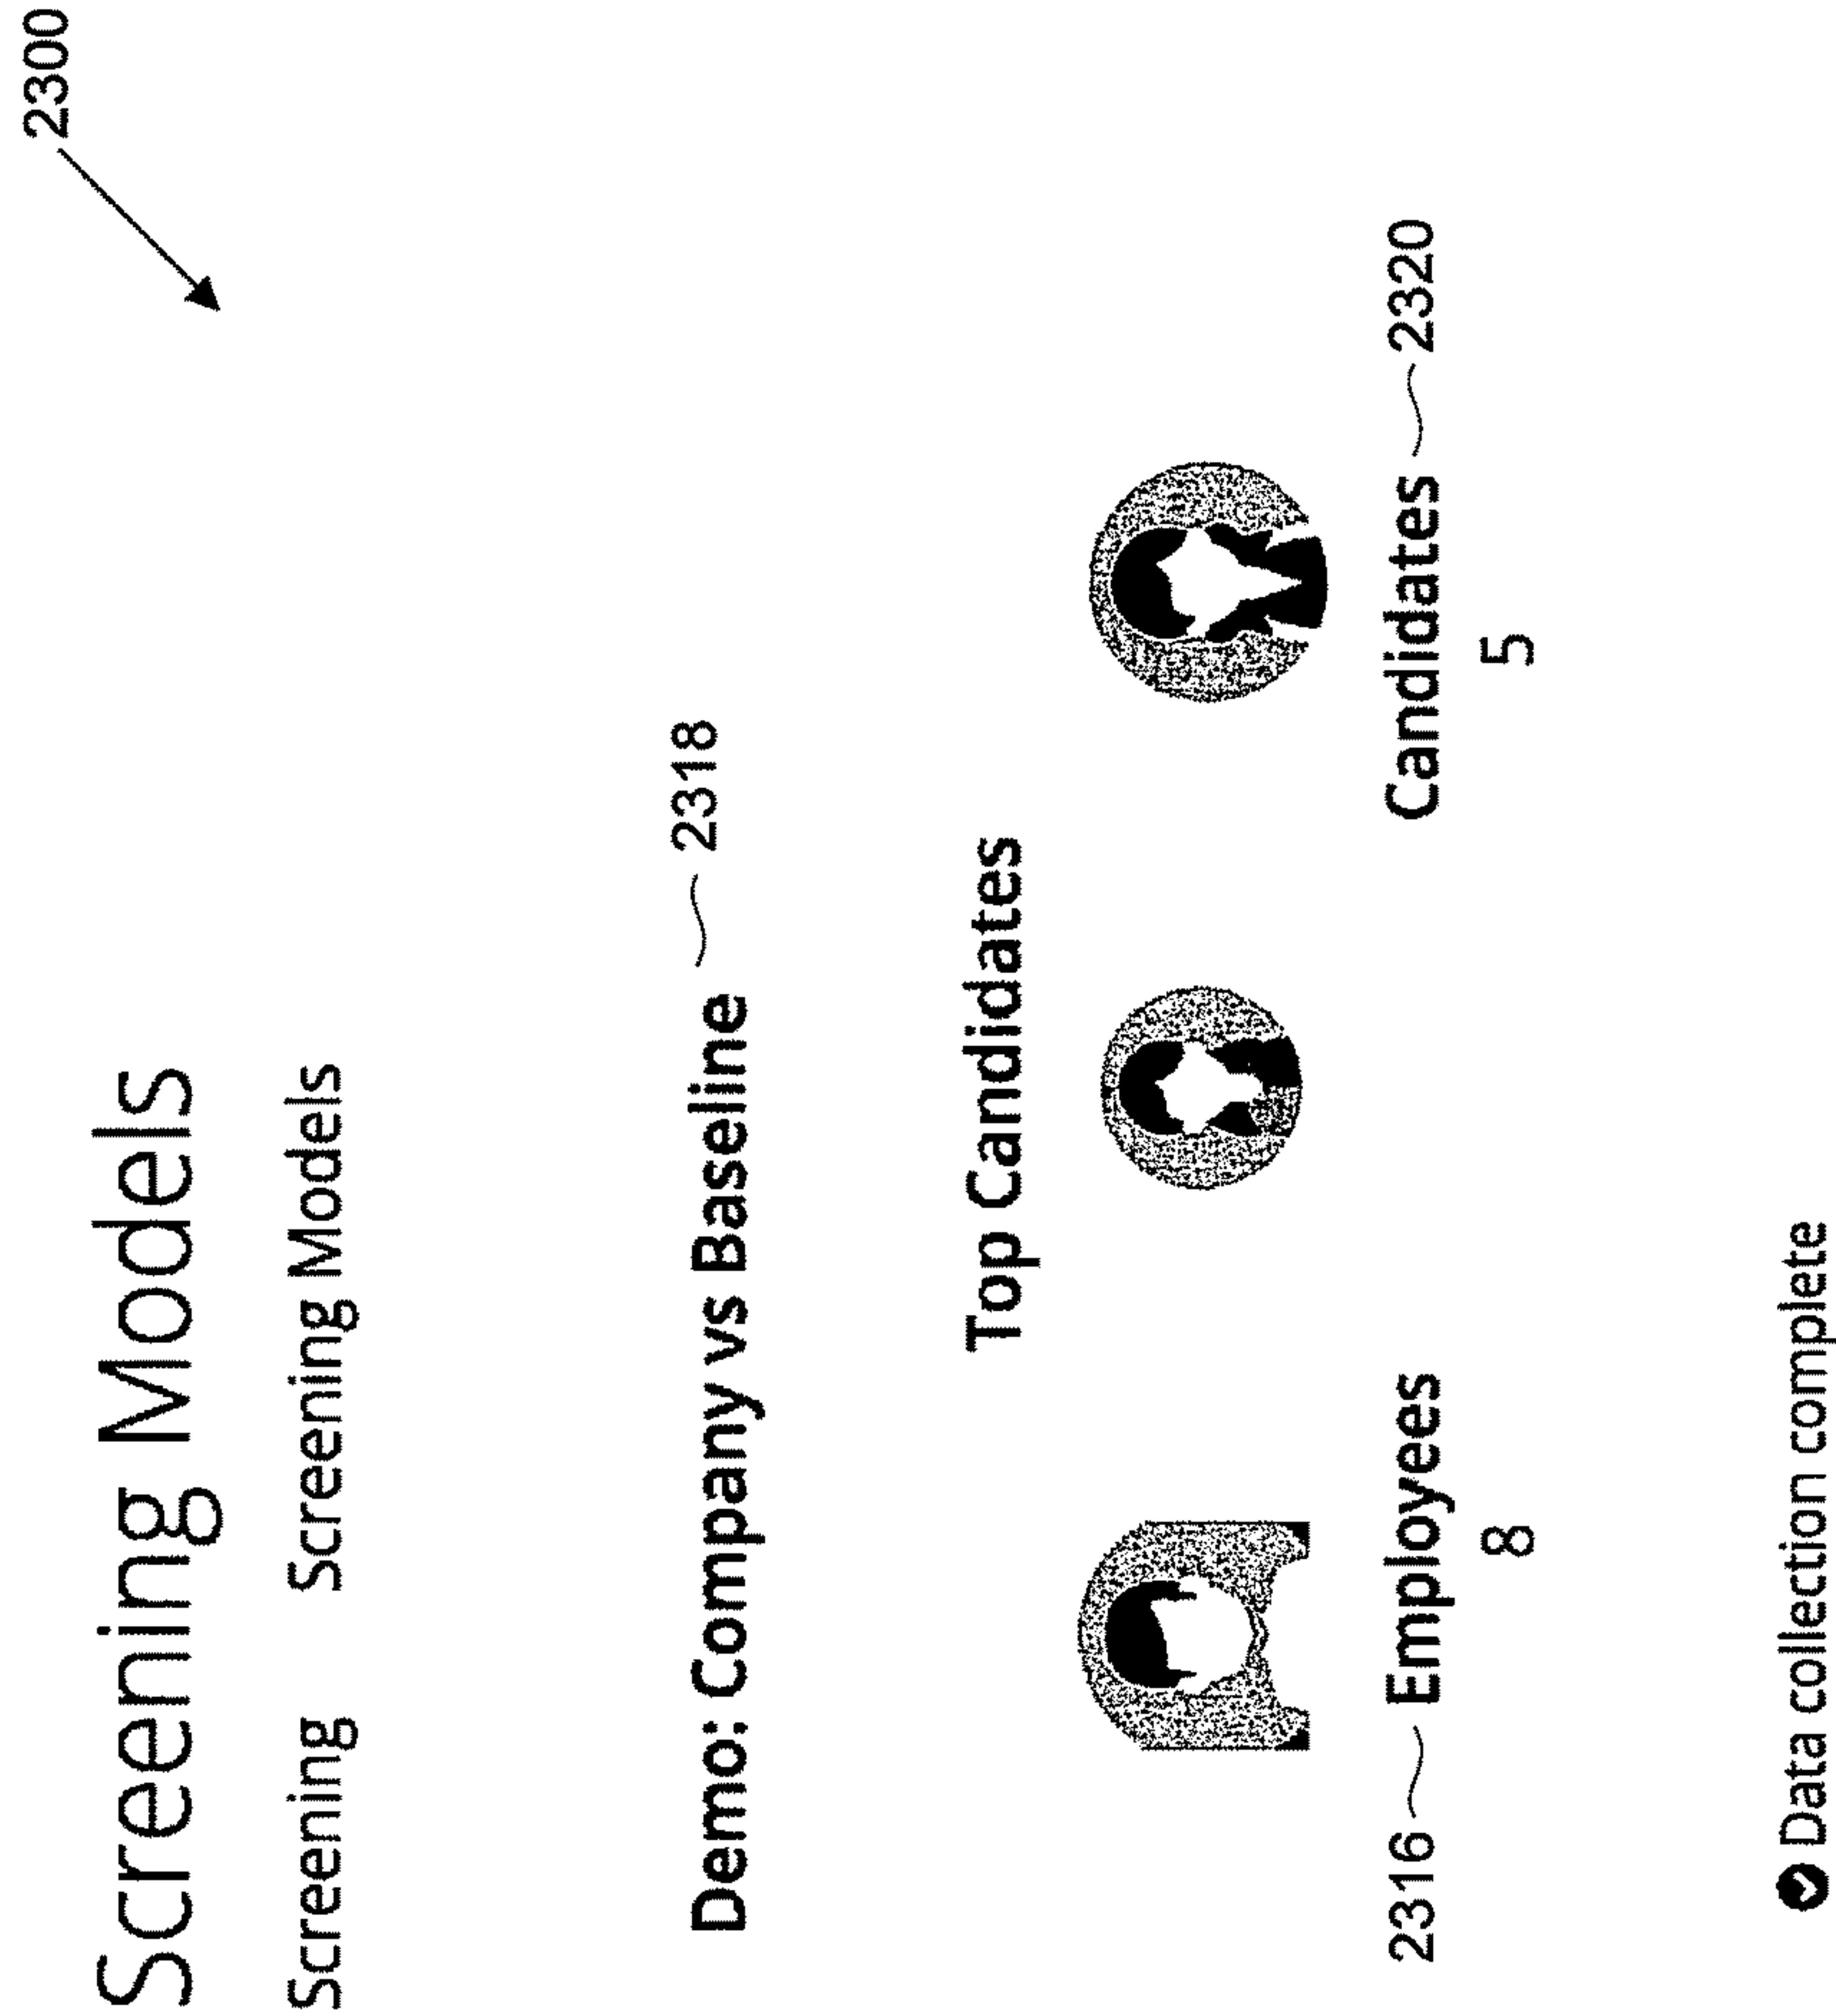 2300
Screening Models
Screening Screening Models
Demo: Company vs Baseline 2318
Top Candidates
2316 Employees Candidates 2320
8 5
Data collection complete